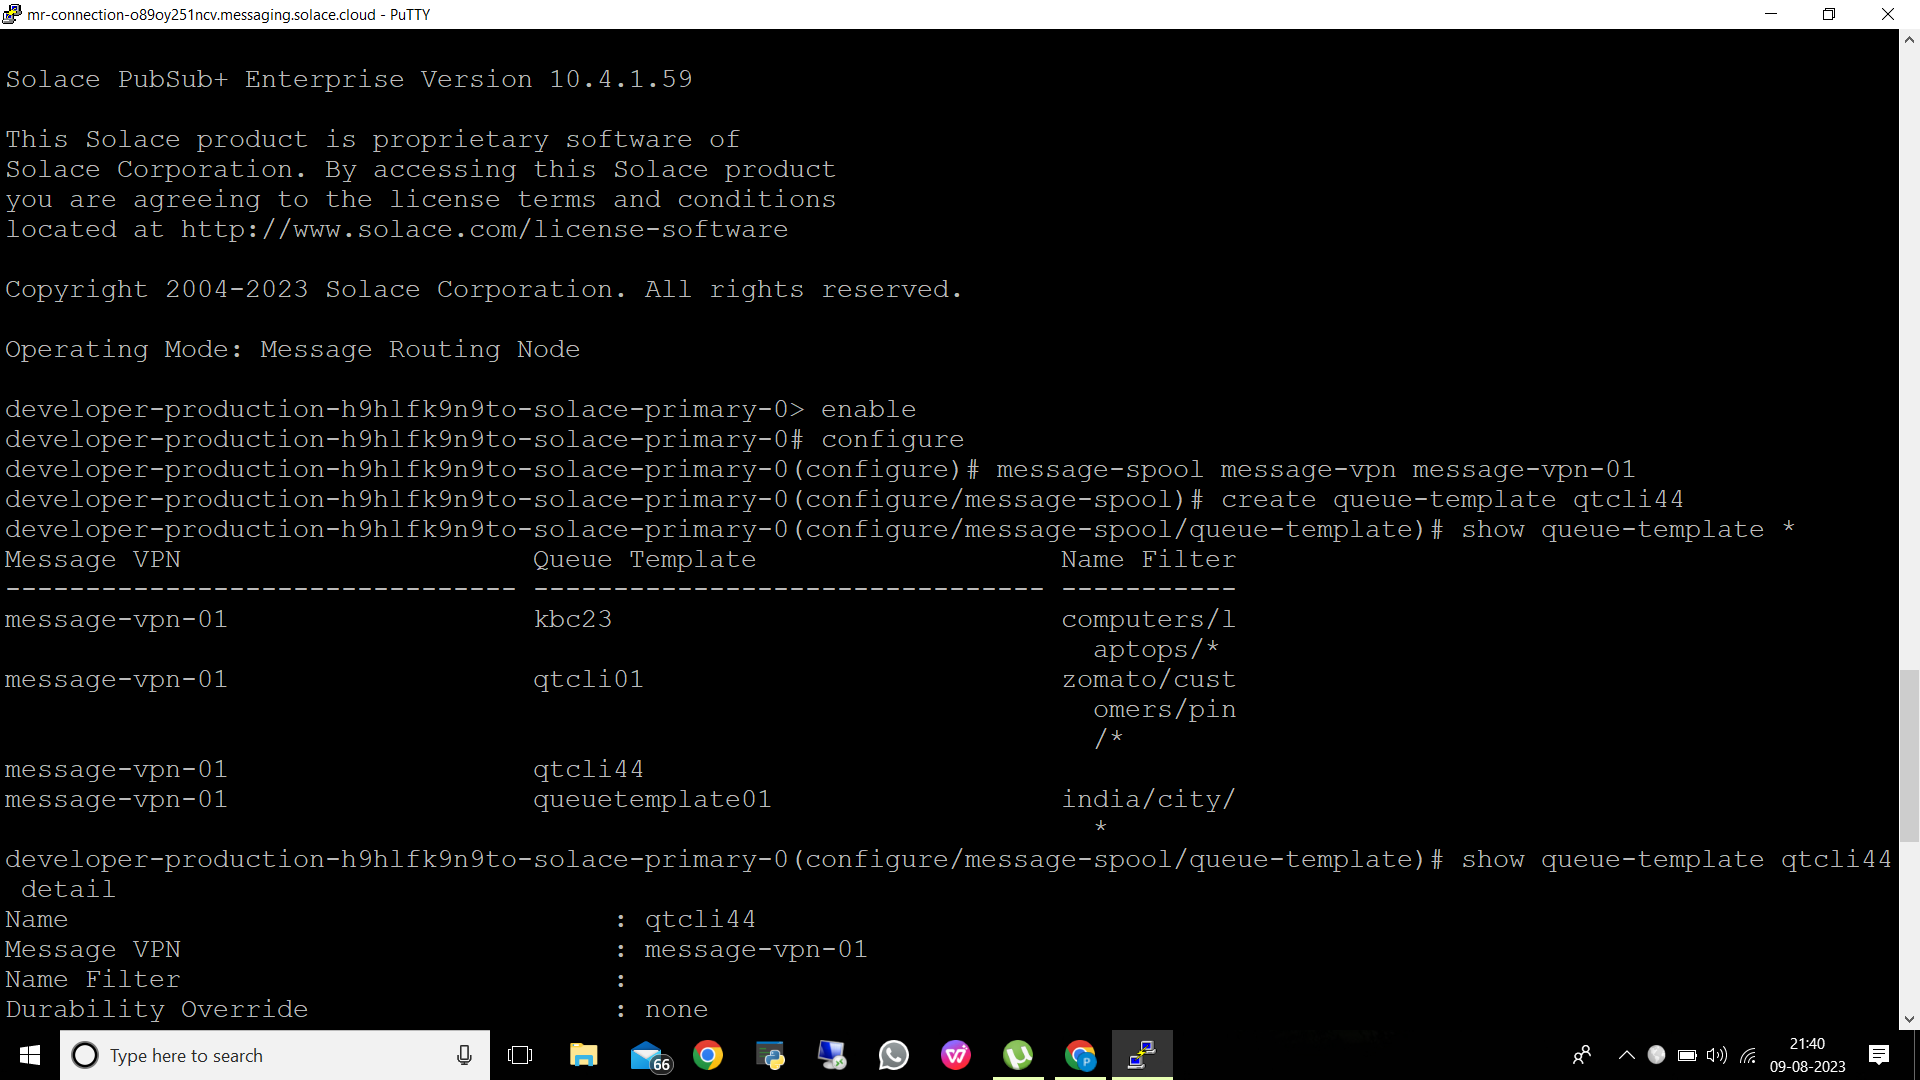 mr-connection-o89oy251ncv.messaging.solace.cloud - PuTTY
Solace PubSub+ Enterprise Version 10.4.1.59
This Solace product is proprietary software of
Solace Corporation. By accessing this Solace product
you are agreeing to the license terms and conditions
located at http://www.solace.com/license-software
Copyright 2004-2023 Solace Corporation. All rights reserved.
Operating Mode: Message Routing Node
developer-production-h9hlfk9n9to-solace-primary-0> enable
developer-production-h9hlfk9n9to-solace-primary-0# configure
developer-production-h9hlfk9n9to-solace-primary-0(configure)# message-spool message-vpn message-vpn-01
developer-production-h9hlfk9n9to-solace-primary-0(configure/message-spool)# create queue-template qtcli44
developer-production-h9hlfk9n9to-solace-primary-0(configure/message-spool/queue-template)# show queue-template *
Message VPN                      Queue Template                   Name Filter
-------------------------------- -------------------------------- -----------
message-vpn-01                   kbc23                            computers/l
                                                                    aptops/*
message-vpn-01                   qtcli01                          zomato/cust
                                                                    omers/pin
                                                                    /*
message-vpn-01                   qtcli44
message-vpn-01                   queuetemplate01                  india/city/
                                                                    *
developer-production-h9hlfk9n9to-solace-primary-0(configure/message-spool/queue-template)# show queue-template qtcli44
 detail
Name                                  : qtcli44
Message VPN                           : message-vpn-01
Name Filter                           :
Durability Override                   : none
Type here to search
66
21:40
09-08-2023